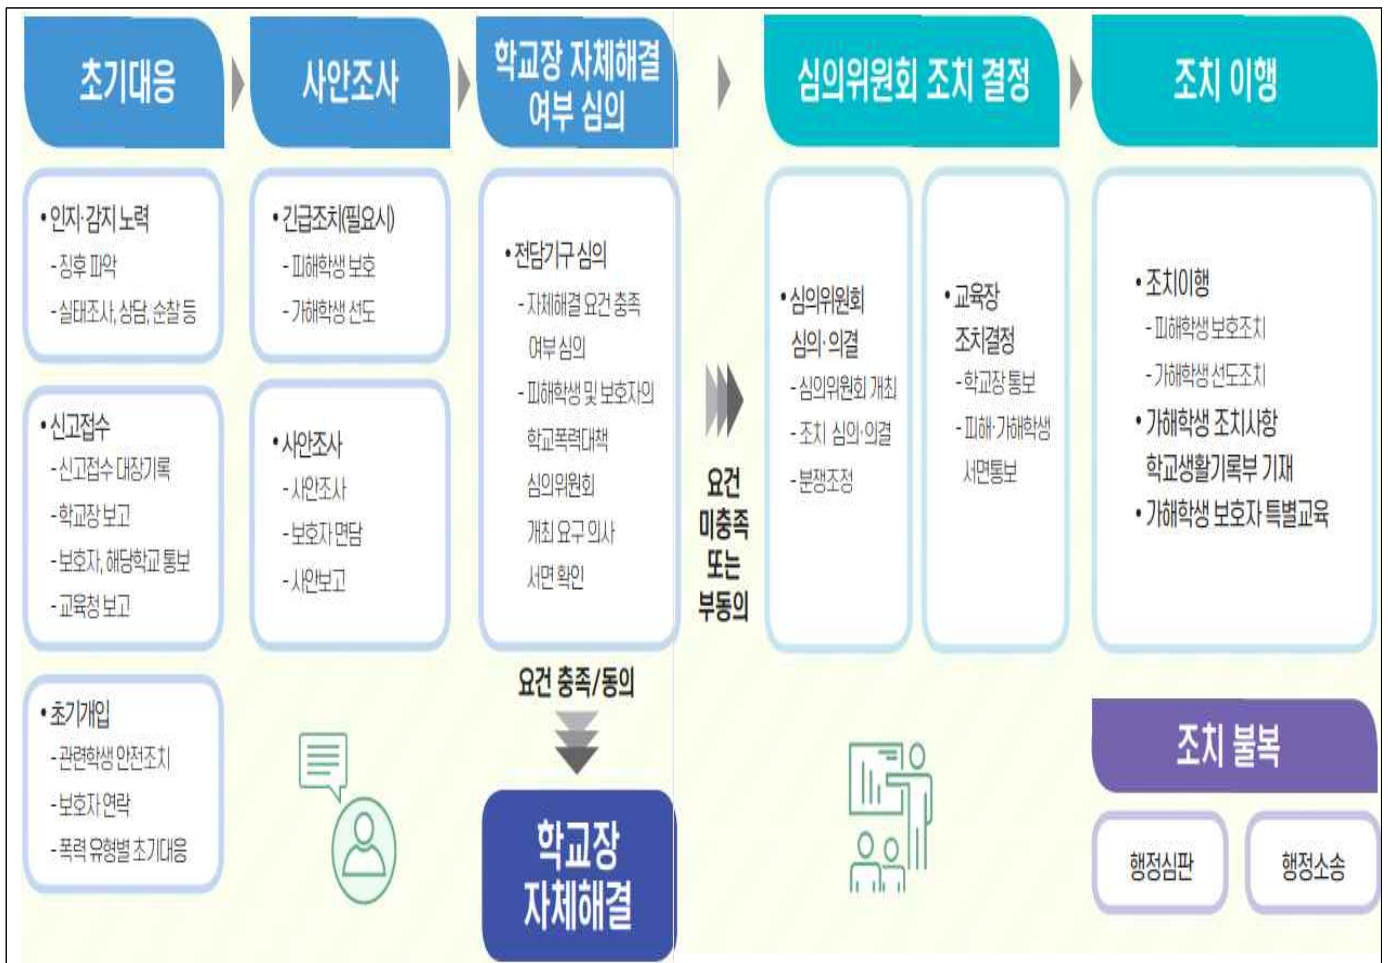 초기대응
• 인지·감지 노력
- 징후 파악
- 실태조사, 상담, 순찰 등
• 신고접수
- 신고접수 대장기록
- 학교장 보고
- 보호자, 해당학교 통보
- 교육청 보고
• 초기개입
- 관련학생 안전조치
- 보호자 연락
- 폭력 유형별 초기대응
사안조사
• 긴급조치(필요시)
- 피해학생 보호
- 가해학생 선도
• 사안조사
- 사안조사
- 보호자 면담
- 사안보고
학교장 자체해결
여부 심의
• 전담기구 심의
- 자체해결 요건 충족
여부 심의
- 피해학생 및 보호자의
학교폭력대책
심의위원회
개최 요구 의사
서면 확인
요건 충족/동의
학교장
자체해결
요건
미충족
또는
부동의
심의위원회 조치 결정
• 심의위원회
심의·의결
- 심의위원회 개최
- 조치 심의·의결
- 분쟁조정
• 교육장
조치결정
- 학교장 통보
- 피해·가해학생
서면통보
조치 이행
• 조치이행
- 피해학생 보호조치
- 가해학생 선도조치
• 가해학생 조치사항
학교생활기록부 기재
• 가해학생 보호자 특별교육
조치 불복
행정심판
행정소송